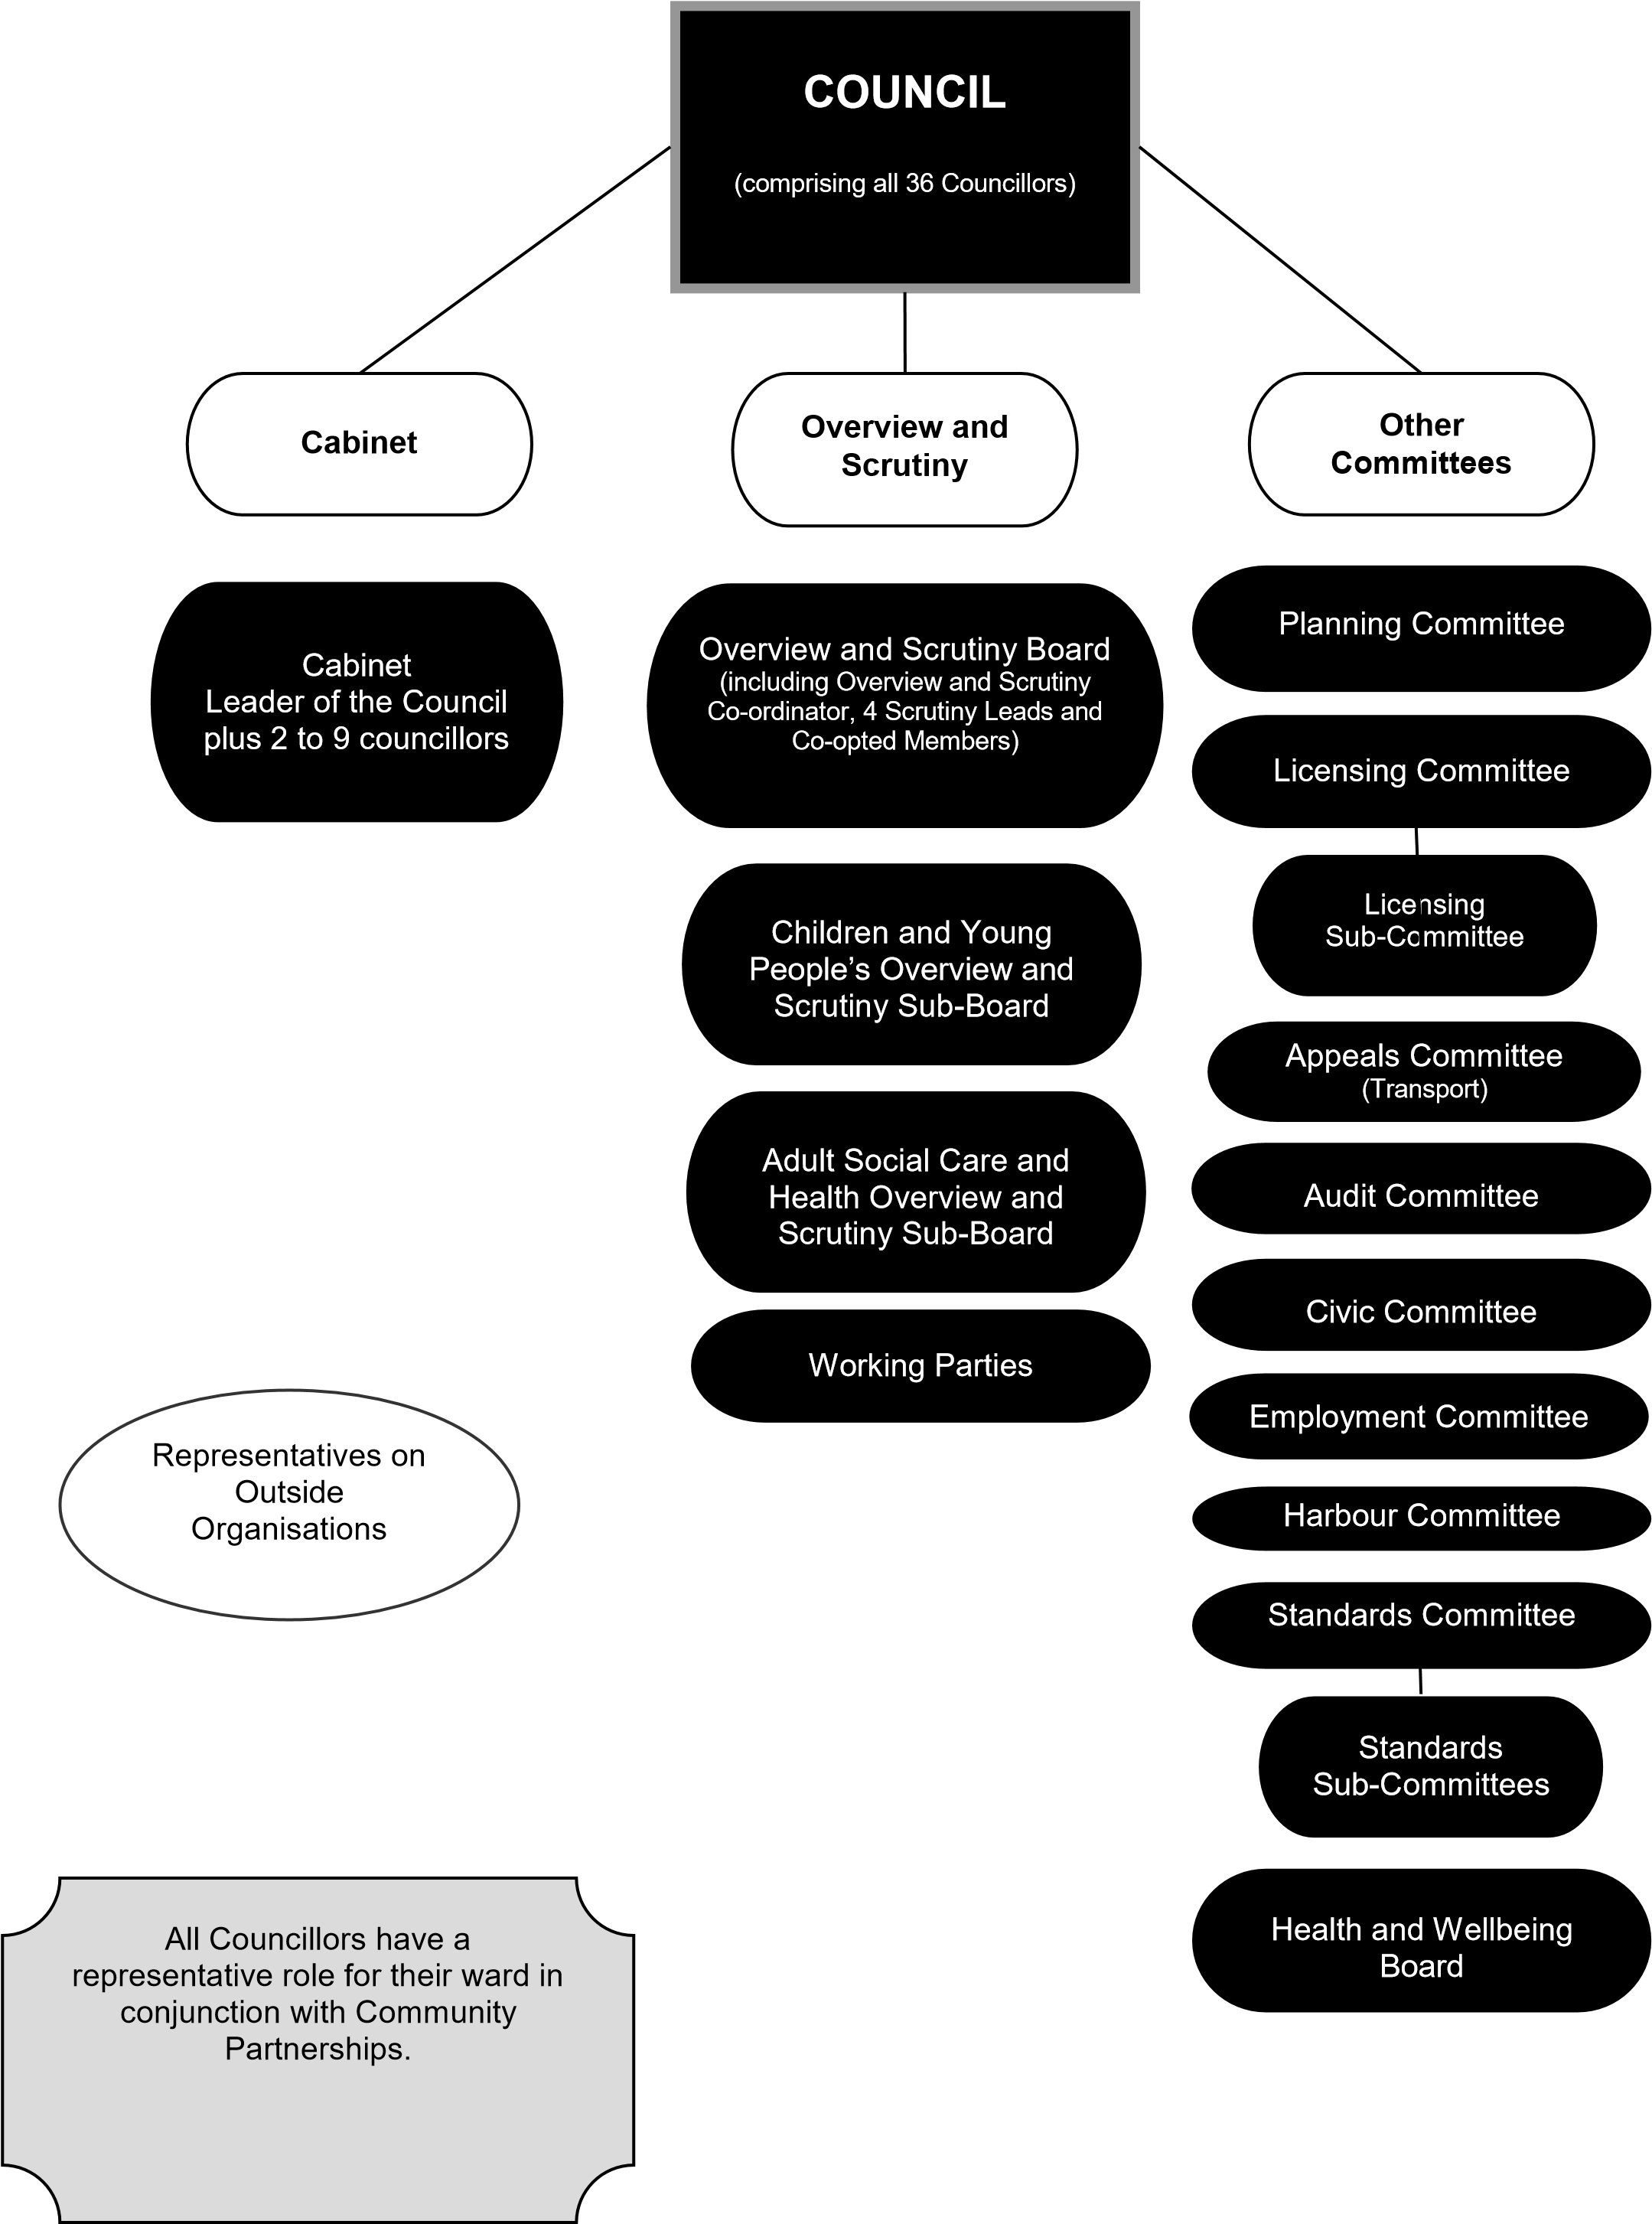 COUNCIL
(comprising all 36 Councillors)
Cabinet
Overview and
Scrutiny
Other
Committees
Cabinet
Leader of the Council
plus 2 to 9 councillors
Overview and Scrutiny Board
(including Overview and Scrutiny
Co-ordinator, 4 Scrutiny Leads and
Co-opted Members)
Children and Young
People’s Overview and
Scrutiny Sub-Board
Adult Social Care and
Health Overview and
Scrutiny Sub-Board
Working Parties
Planning Committee
Licensing Committee
Licensing
Sub-Committee
Appeals Committee
(Transport)
Audit Committee
Civic Committee
Employment Committee
Harbour Committee
Standards Committee
Standards
Sub-Committees
Health and Wellbeing
Board
Representatives on
Outside
Organisations
All Councillors have a
representative role for their ward in
conjunction with Community
Partnerships.